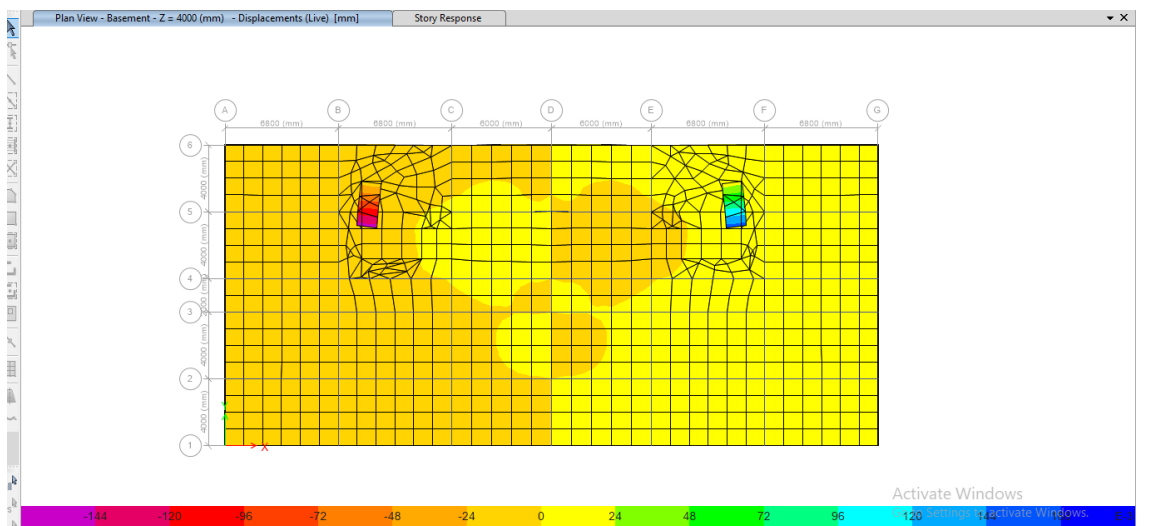 Plan View - Basement - Z = 4000 (mm) - Displacements (Live) [mm]
Story Response
A B C D E F G
6800 (mm) 6800 (mm) 6000 (mm) 6000 (mm) 6800 (mm) 6800 (mm)
6
4000 (mm)
5
4000 (mm)
4
3
4000 (mm)
2
4000 (mm)
1
Y
X
Activate Windows
Settings to activate Windows.
-144 -120 -96 -72 -48 -24 0 24 48 72 96 120 144